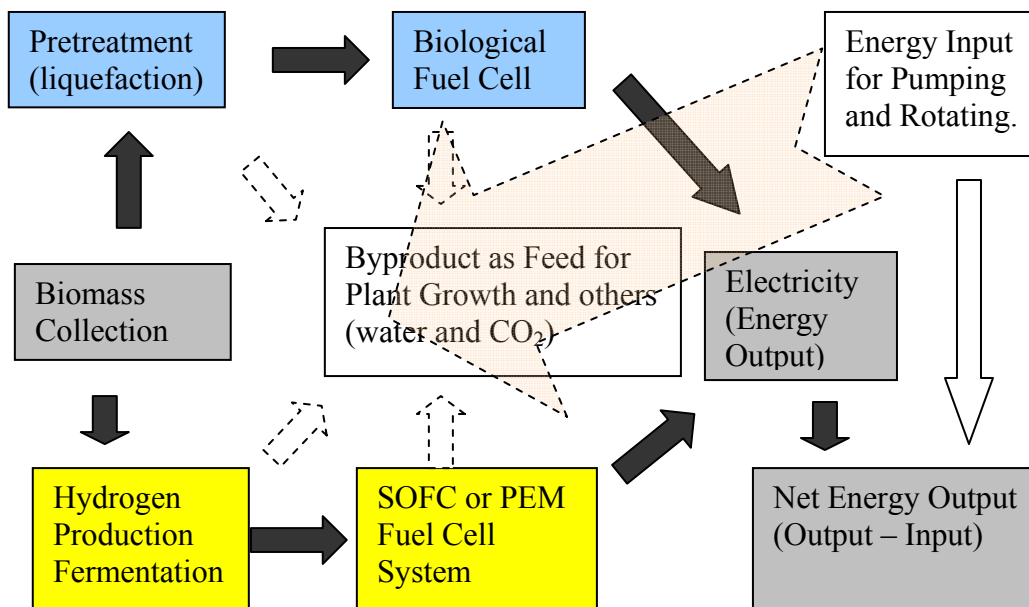 Pretreatment
(liquefaction)
Biological
Fuel Cell
Energy Input
for Pumping
and Rotating.
Biomass
Collection
Byproduct as Feed for
Plant Growth and others
(water and CO₂)
Electricity
(Energy
Output)
Hydrogen
Production
Fermentation
SOFC or PEM
Fuel Cell
System
Net Energy Output
(Output – Input)